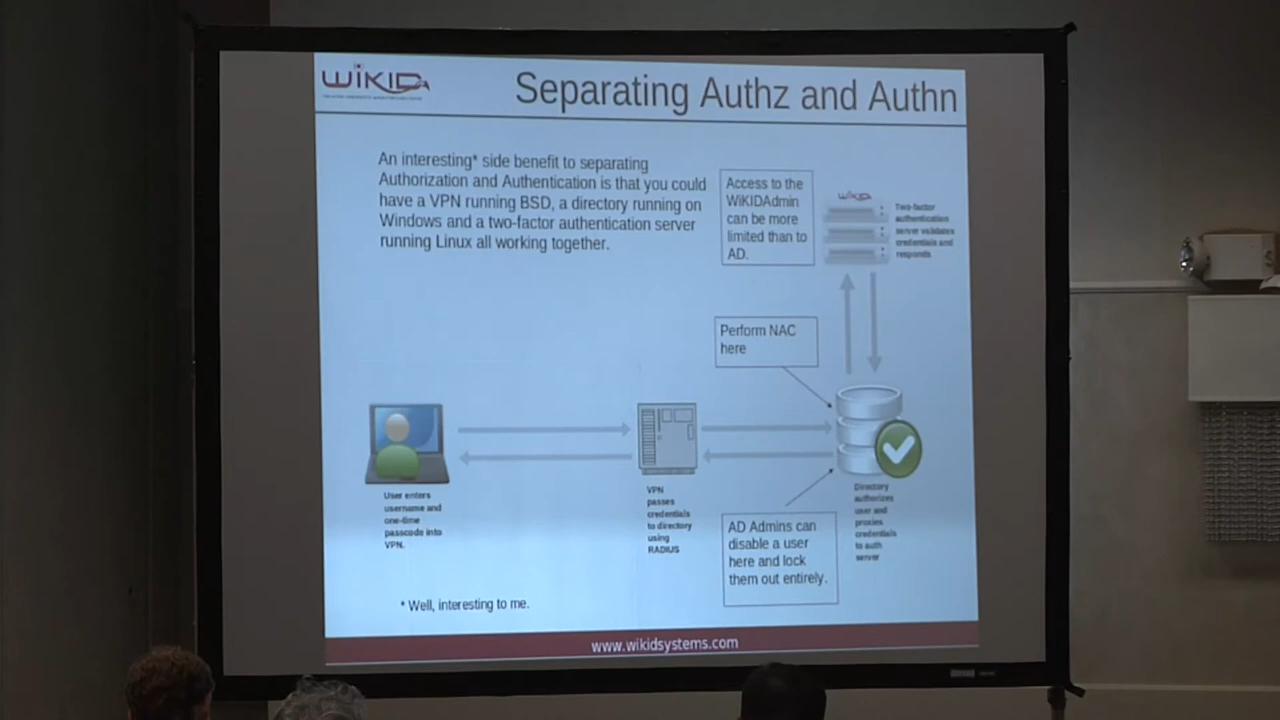 WiKID
Separating Authz and Authn
An interesting* side benefit to separating
Authorization and Authentication is that you could
have a VPN running BSD, a directory running on
Windows and a two-factor authentication server
running Linux all working together.
Access to the
WiKIDAdmin
can be more
limited than to
AD.
WiKID
Two-factor
authentication
server validates
credentials and
responds
Perform NAC
here
User enters
username and
one-time
passcode into
VPN.
VPN
passes
credentials
to directory
using
RADIUS
Directory
authorizes
user and
proxies
credentials
to auth
server
AD Admins can
disable a user
here and lock
them out entirely.
* Well, interesting to me.
www.wikidsystems.com